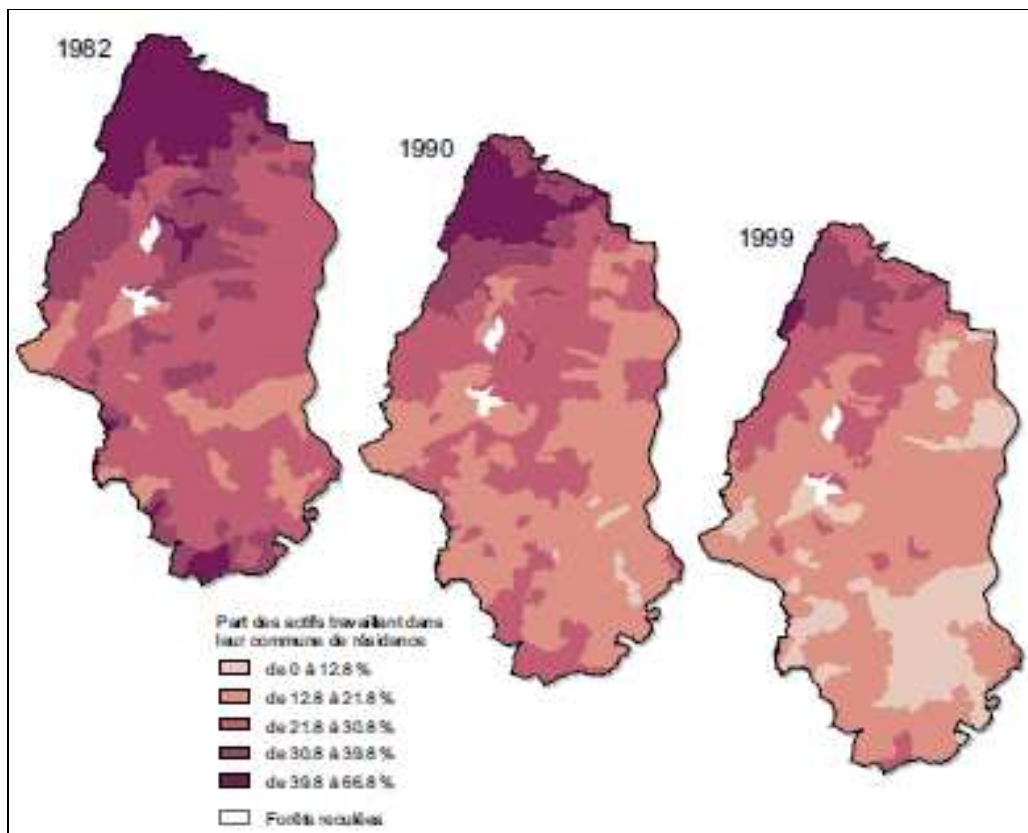 1982
1990
1999
Part des actifs travaillant dans
leur commune de résidence
de 0 à 12.8 %
de 12.8 à 21.8 %
de 21.8 à 30.8 %
de 30.8 à 39.8 %
de 39.8 à 66.8 %
Forêts reculées